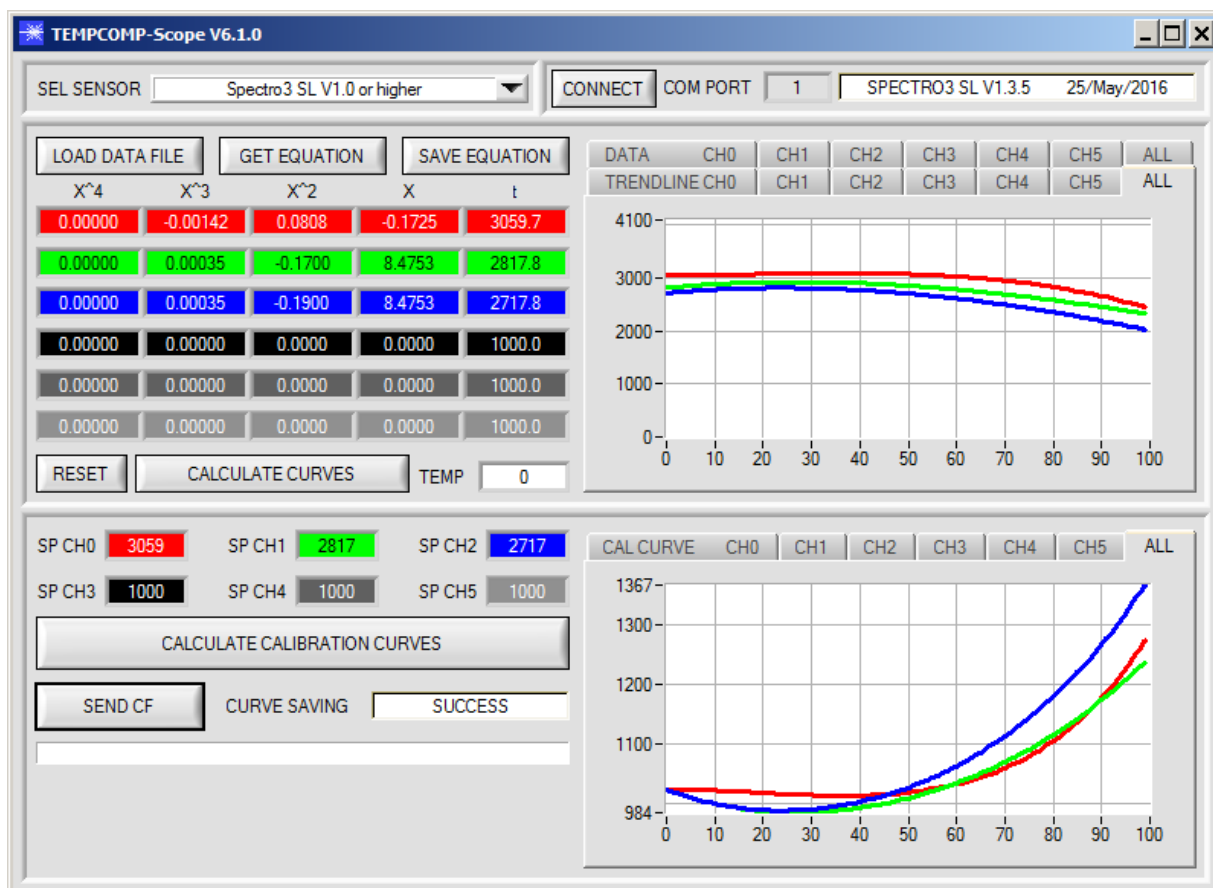 TEMPCOMP-Scope V6.1.0
SEL SENSOR Spectro3 SL V1.0 or higher CONNECT COM PORT 1 SPECTRO3 SL V1.3.5 25/May/2016
LOAD DATA FILE GET EQUATION SAVE EQUATION
X^4 X^3 X^2 X t
0.00000 -0.00142 0.0808 -0.1725 3059.7
0.00000 0.00035 -0.1700 8.4753 2817.8
0.00000 0.00035 -0.1900 8.4753 2717.8
0.00000 0.00000 0.0000 0.0000 1000.0
0.00000 0.00000 0.0000 0.0000 1000.0
0.00000 0.00000 0.0000 0.0000 1000.0
RESET CALCULATE CURVES TEMP 0
DATA CH0 CH1 CH2 CH3 CH4 CH5 ALL
TRENDLINE CH0 CH1 CH2 CH3 CH4 CH5 ALL
4100
3000
2000
1000
0
0 10 20 30 40 50 60 70 80 90 100
SP CH0 3059 SP CH1 2817 SP CH2 2717
SP CH3 1000 SP CH4 1000 SP CH5 1000
CALCULATE CALIBRATION CURVES
SEND CF CURVE SAVING SUCCESS
CAL CURVE CH0 CH1 CH2 CH3 CH4 CH5 ALL
1367
1300
1200
1100
984
0 10 20 30 40 50 60 70 80 90 100